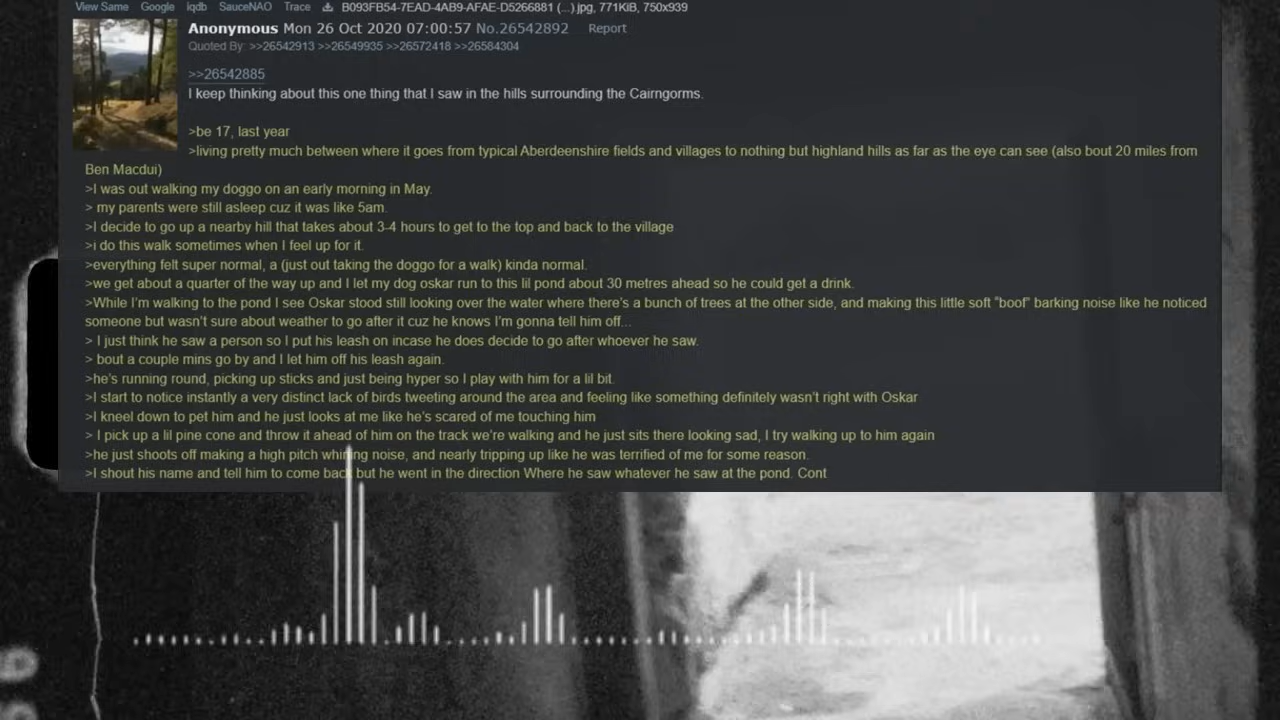 View Same Google iqdb SauceNAO Trace B093FB54-7EAD-4AB9-AFAE-D5266881 (...).jpg, 771KiB, 750x939
Anonymous Mon 26 Oct 2020 07:00:57 No.26542892 Report
Quoted By: >>26542913 >>26549935 >>26572418 >>26584304
>>26542885
I keep thinking about this one thing that I saw in the hills surrounding the Cairngorms.
>be 17, last year
>living pretty much between where it goes from typical Aberdeenshire fields and villages to nothing but highland hills as far as the eye can see (also bout 20 miles from
Ben Macdui)
>I was out walking my doggo on an early morning in May.
> my parents were still asleep cuz it was like 5am.
>I decide to go up a nearby hill that takes about 3-4 hours to get to the top and back to the village
>i do this walk sometimes when I feel up for it.
>everything felt super normal, a (just out taking the doggo for a walk) kinda normal.
>we get about a quarter of the way up and I let my dog oskar run to this lil pond about 30 metres ahead so he could get a drink.
>While I'm walking to the pond I see Oskar stood still looking over the water where there's a bunch of trees at the other side, and making this little soft "boof" barking noise like he noticed
someone but wasn't sure about weather to go after it cuz he knows I'm gonna tell him off...
> I just think he saw a person so I put his leash on incase he does decide to go after whoever he saw.
> bout a couple mins go by and I let him off his leash again.
>he's running round, picking up sticks and just being hyper so I play with him for a lil bit.
>I start to notice instantly a very distinct lack of birds tweeting around the area and feeling like something definitely wasn't right with Oskar
>I kneel down to pet him and he just looks at me like he's scared of me touching him
> I pick up a lil pine cone and throw it ahead of him on the track we're walking and he just sits there looking sad, I try walking up to him again
>he just shoots off making a high pitch whining noise, and nearly tripping up like he was terrified of me for some reason.
>I shout his name and tell him to come back but he went in the direction Where he saw whatever he saw at the pond. Cont